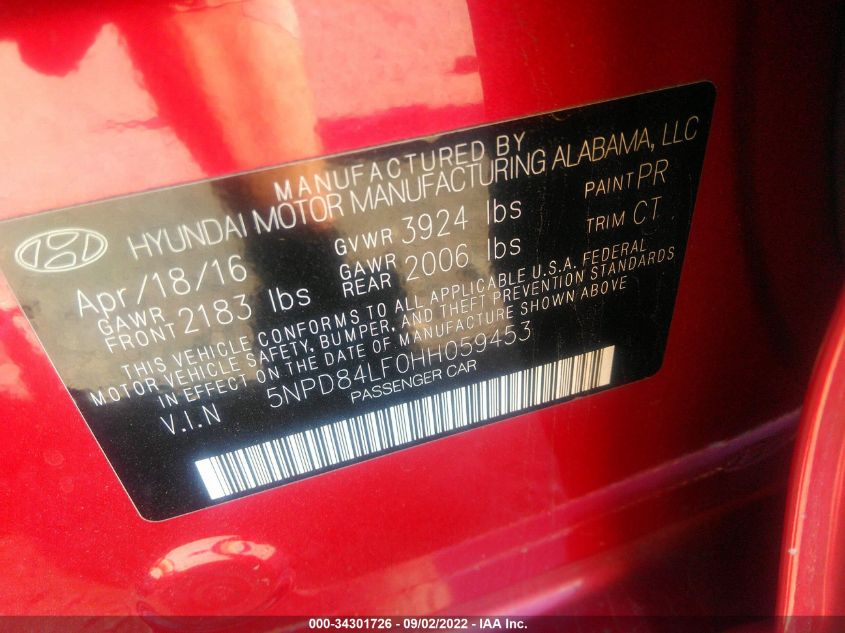 MANUFACTURED BY
HYUNDAI MOTOR MANUFACTURING ALABAMA, LLC
Apr/18/16 GVWR 3924 lbs PAINT PR
GAWR FRONT 2183 lbs GAWR REAR 2006 lbs TRIM CT
THIS VEHICLE CONFORMS TO ALL APPLICABLE U.S.A. FEDERAL
MOTOR VEHICLE SAFETY, BUMPER, AND THEFT PREVENTION STANDARDS
IN EFFECT ON THE DATE OF MANUFACTURE SHOWN ABOVE
V.I.N 5NPD84LF0HH059453
PASSENGER CAR
000-34301726 - 09/02/2022 - IAA Inc.